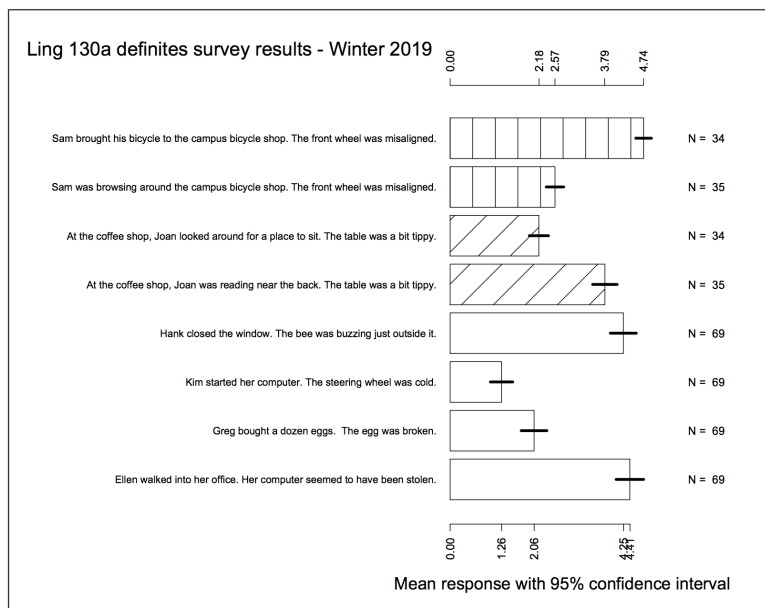 Ling 130a definites survey results - Winter 2019
0.00 2.18 2.57 3.79 4.74
Sam brought his bicycle to the campus bicycle shop. The front wheel was misaligned. N = 34
Sam was browsing around the campus bicycle shop. The front wheel was misaligned. N = 35
At the coffee shop, Joan looked around for a place to sit. The table was a bit tippy. N = 34
At the coffee shop, Joan was reading near the back. The table was a bit tippy. N = 35
Hank closed the window. The bee was buzzing just outside it. N = 69
Kim started her computer. The steering wheel was cold. N = 69
Greg bought a dozen eggs.  The egg was broken. N = 69
Ellen walked into her office. Her computer seemed to have been stolen. N = 69
0.00 1.26 2.06 4.25 4.41
Mean response with 95% confidence interval